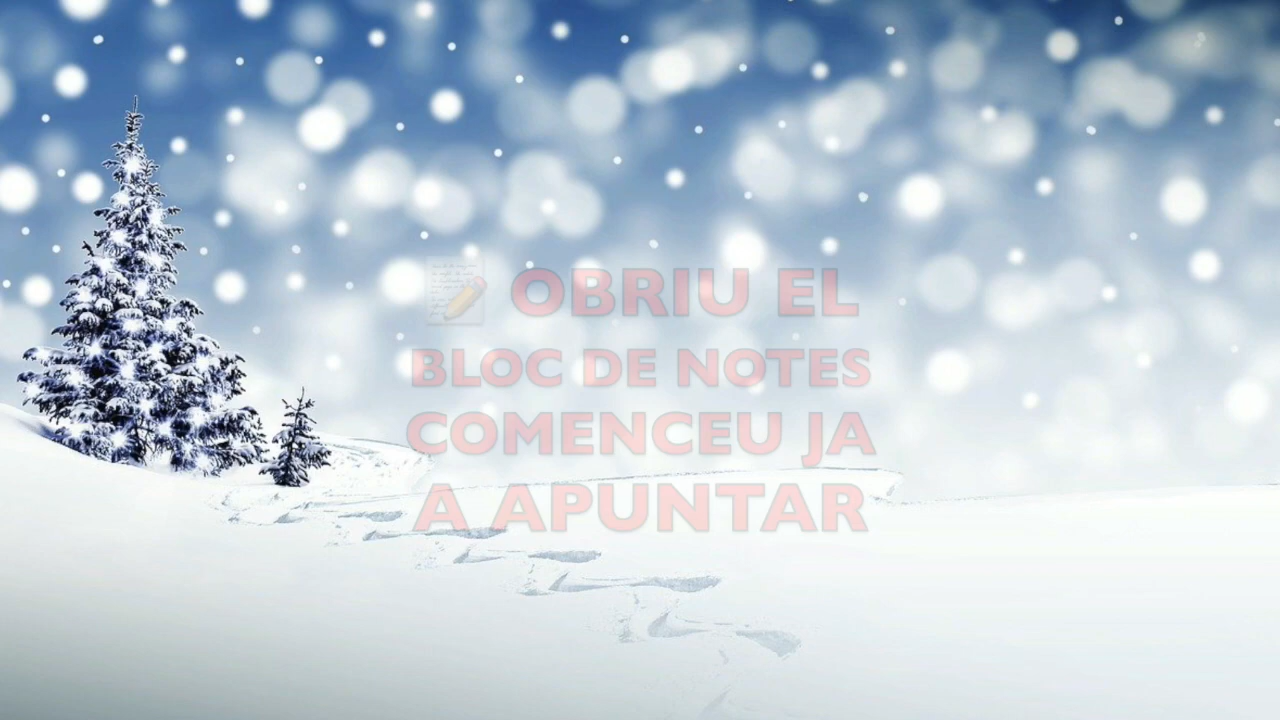 📝 OBRIU EL
BLOC DE NOTES
COMENCEU JA
A APUNTAR